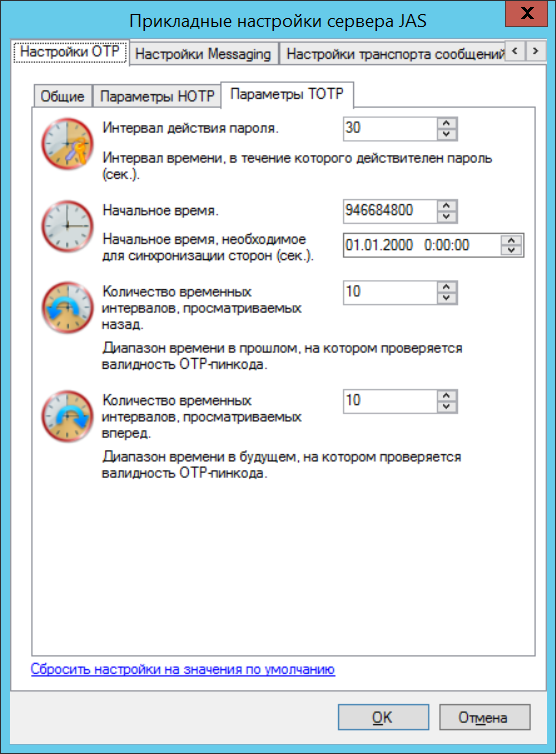 Прикладные настройки сервера JAS
X
Настройки OTP Настройки Messaging Настройки транспорта сообщений < >
Общие Параметры HOTP Параметры TOTP
Интервал действия пароля. 30
Интервал времени, в течение которого действителен пароль
(сек.).
Начальное время. 946684800
Начальное время, необходимое
для синхронизации сторон (сек.). 01.01.2000 0:00:00
Количество временных 10
интервалов, просматриваемых
назад.
Диапазон времени в прошлом, на котором проверяется
валидность OTP-пинкода.
Количество временных 10
интервалов, просматриваемых
вперед.
Диапазон времени в будущем, на котором проверяется
валидность OTP-пинкода.
Сбросить настройки на значения по умолчанию
OK Отмена